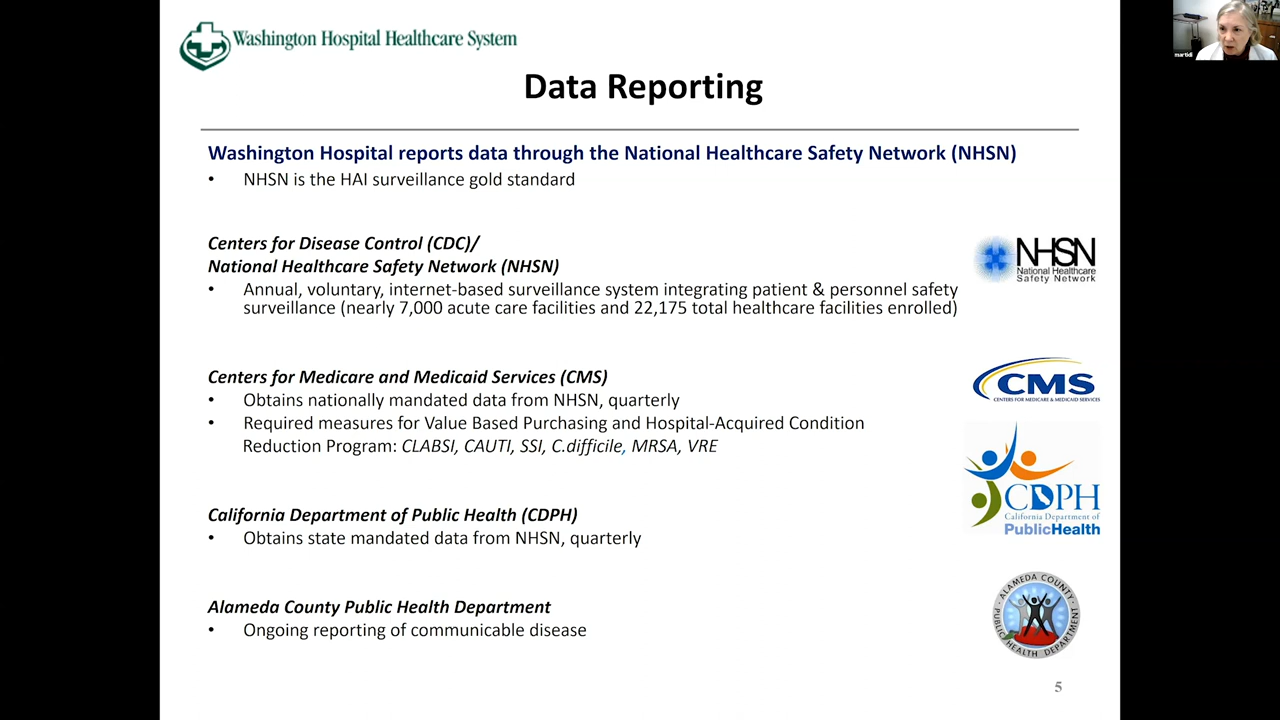 Washington Hospital Healthcare System
martidi
Data Reporting
Washington Hospital reports data through the National Healthcare Safety Network (NHSN)
• NHSN is the HAI surveillance gold standard
Centers for Disease Control (CDC)/
National Healthcare Safety Network (NHSN)
• Annual, voluntary, internet-based surveillance system integrating patient & personnel safety
surveillance (nearly 7,000 acute care facilities and 22,175 total healthcare facilities enrolled)
NHSN
National Healthcare
Safety Network
Centers for Medicare and Medicaid Services (CMS)
• Obtains nationally mandated data from NHSN, quarterly
• Required measures for Value Based Purchasing and Hospital-Acquired Condition
Reduction Program: CLABSI, CAUTI, SSI, C.difficile, MRSA, VRE
CMS
CENTERS FOR MEDICARE & MEDICAID SERVICES
California Department of Public Health (CDPH)
• Obtains state mandated data from NHSN, quarterly
CDPH
California Department of
PublicHealth
Alameda County Public Health Department
• Ongoing reporting of communicable disease
ALAMEDA COUNTY
PUBLIC HEALTH DEPARTMENT
5